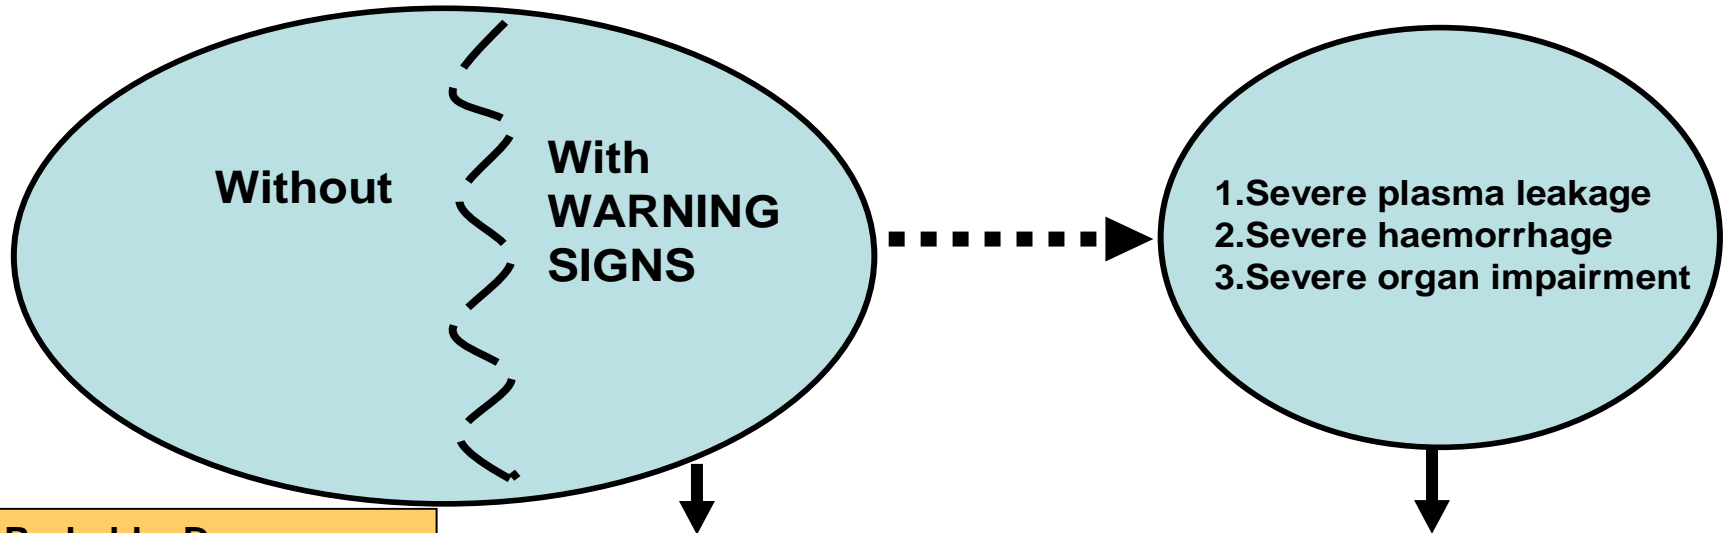 Without
With
WARNING
SIGNS
1.Severe plasma leakage
2.Severe haemorrhage
3.Severe organ impairment